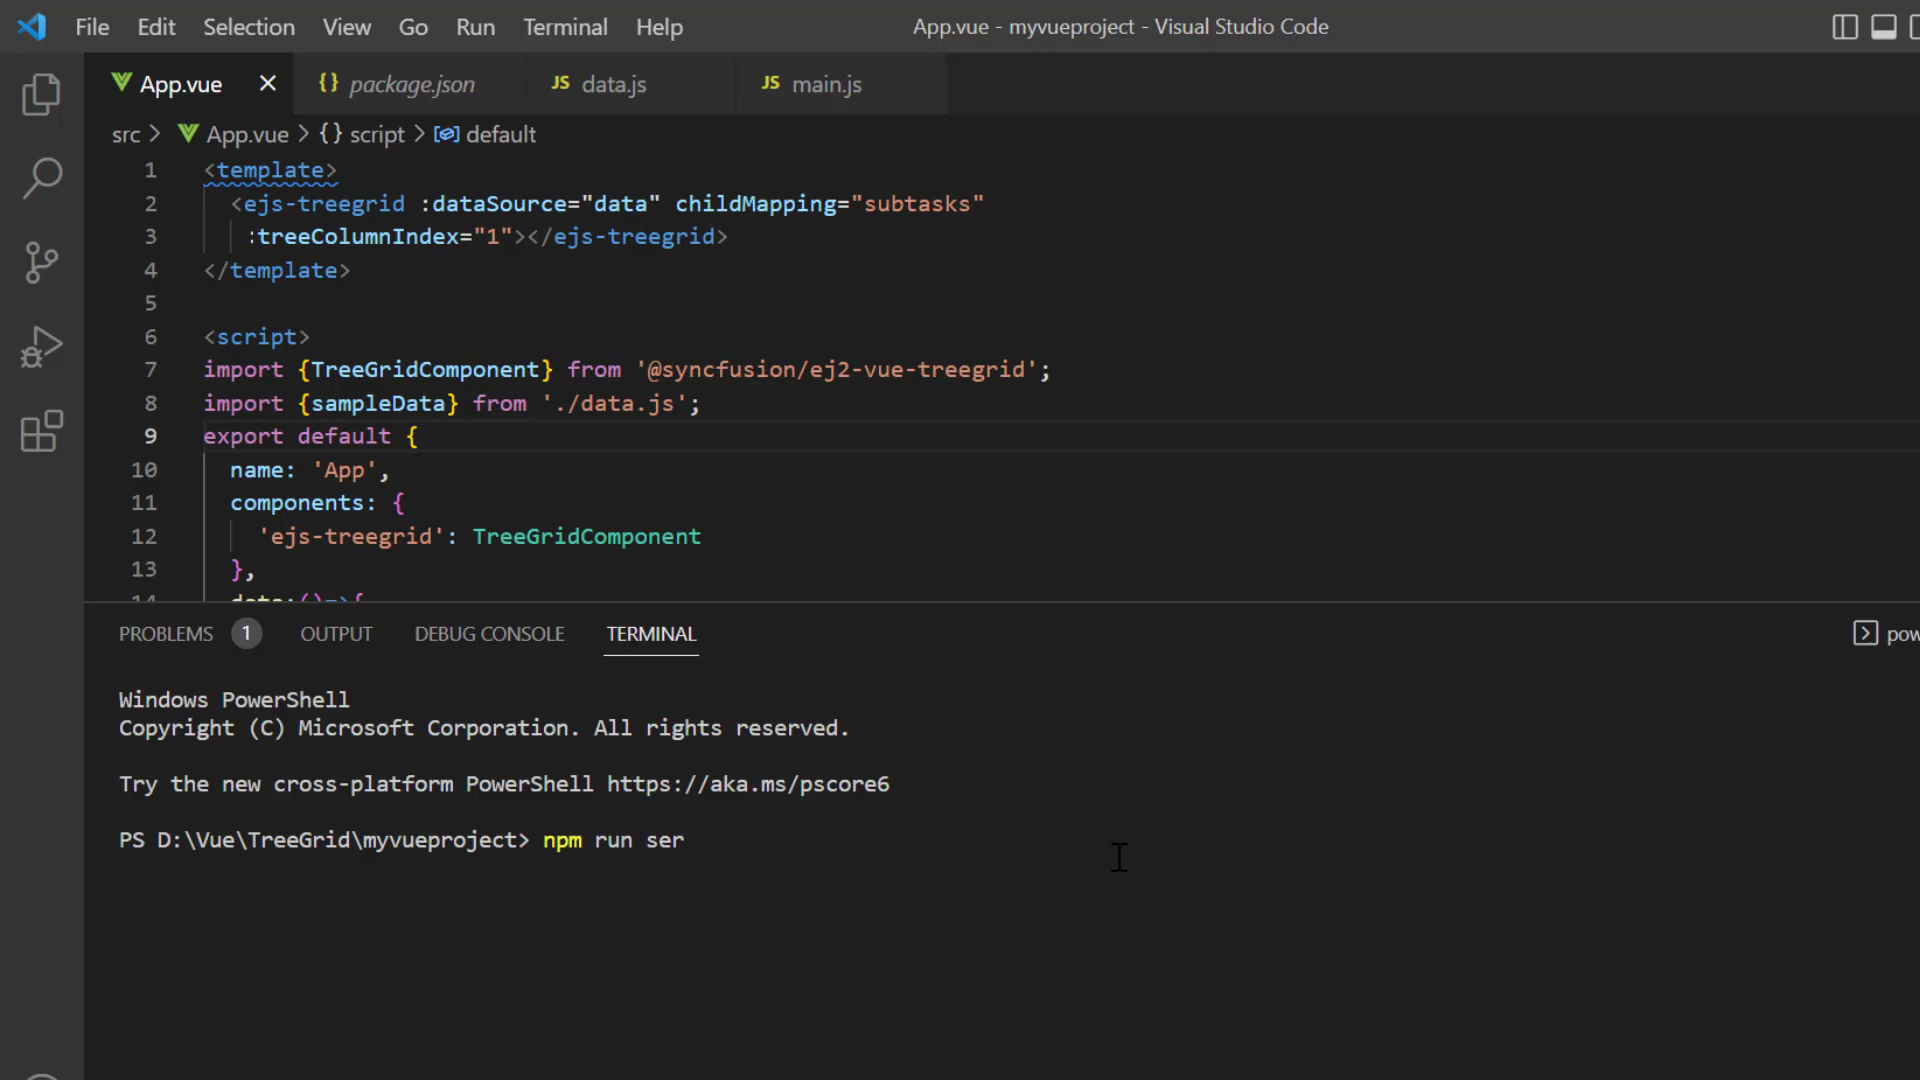 File Edit Selection View Go Run Terminal Help App.vue - myvueproject - Visual Studio Code
App.vue {} package.json JS data.js JS main.js
src > App.vue > {} script > default
1 <template>
2 <ejs-treegrid :dataSource="data" childMapping="subtasks"
3 :treeColumnIndex="1"></ejs-treegrid>
4 </template>
5
6 <script>
7 import {TreeGridComponent} from '@syncfusion/ej2-vue-treegrid';
8 import {sampleData} from './data.js';
9 export default {
10 name: 'App',
11 components: {
12 'ejs-treegrid': TreeGridComponent
13 },
14 data:()=>{
PROBLEMS 1 OUTPUT DEBUG CONSOLE TERMINAL pow
Windows PowerShell
Copyright (C) Microsoft Corporation. All rights reserved.
Try the new cross-platform PowerShell https://aka.ms/pscore6
PS D:\Vue\TreeGrid\myvueproject> npm run ser